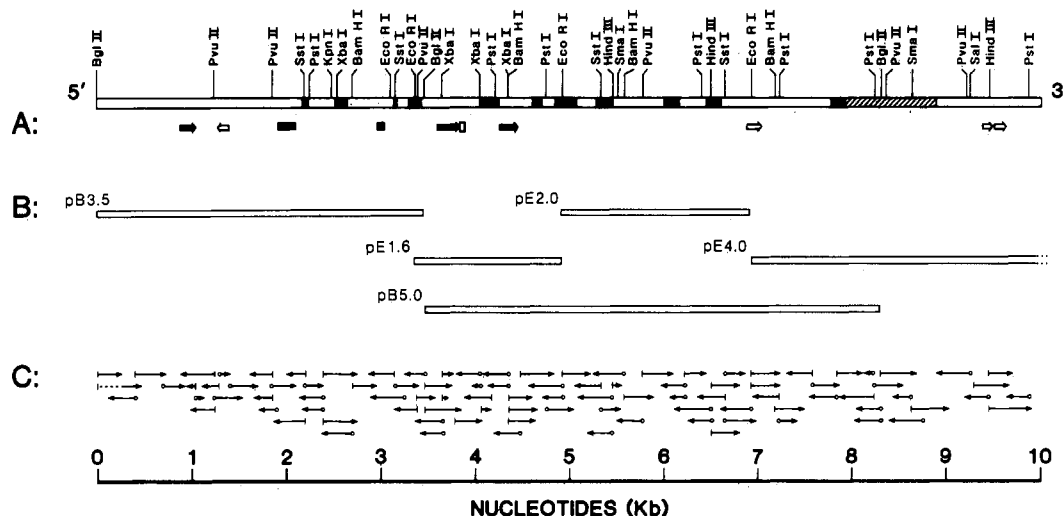 Bgl II
Pvu II
Pvu II
Sst I
Pst I
Kpn I
Xba I
Bam H I
Eco R I
Sst I
Eco R I
Pvu II
Bgl II
Xba I
Xba I
Pst I
Xba I
Bam H I
Pst I
Eco R I
Sst I
Hind III
Sma I
Bam H I
Pvu II
Pst I
Hind III
Sst I
Eco R I
Bam H I
Pst I
Pst I
Bgl II
Pvu II
Sma I
Pvu II
Sal I
Hind III
Pst I
5' 3'
A:
B: pB3.5 pE2.0
pE1.6 pE4.0
pB5.0
C:
0 1 2 3 4 5 6 7 8 9 10
NUCLEOTIDES (Kb)